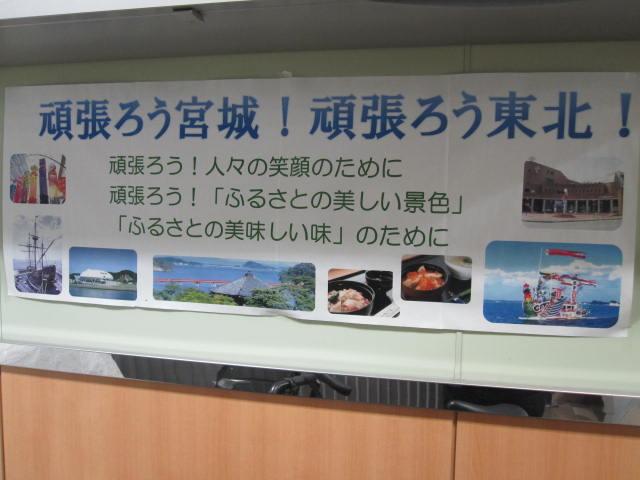 頑張ろう宮城！頑張ろう東北！
頑張ろう！人々の笑顔のために
頑張ろう！「ふるさとの美しい景色」
「ふるさとの美味しい味」のために